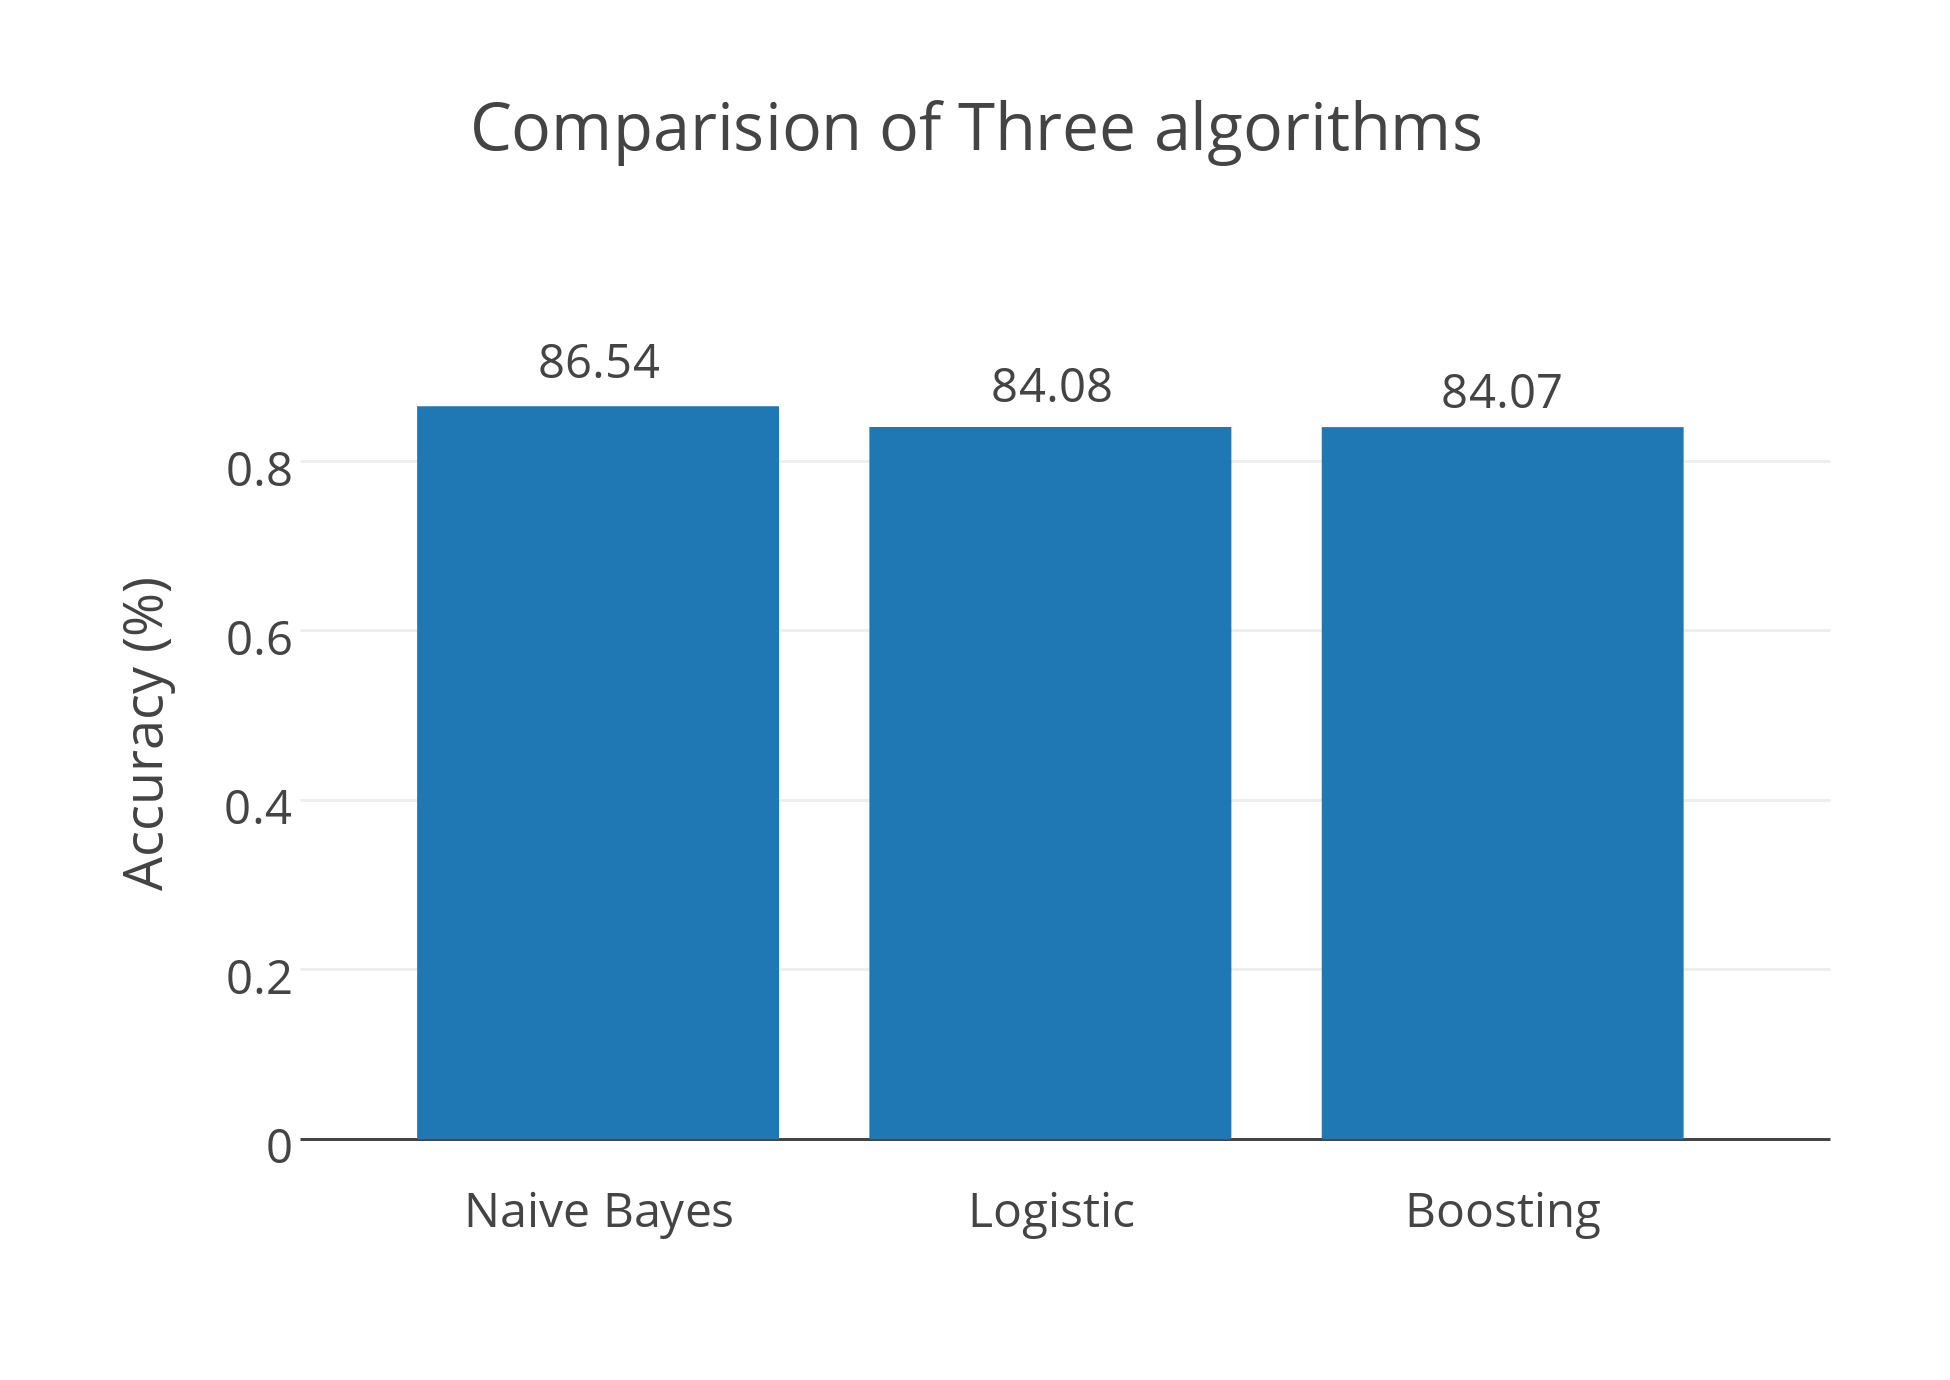 Comparision of Three algorithms
86.54
84.08
84.07
0.8
0.6
0.4
0.2
0
Accuracy (%)
Naive Bayes
Logistic
Boosting